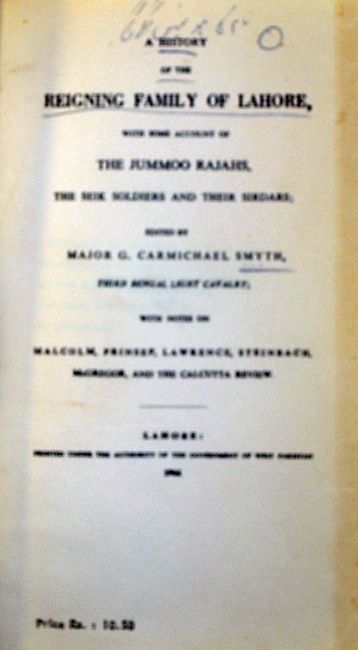 A HISTORY
OF THE
REIGNING FAMILY OF LAHORE,
WITH SOME ACCOUNT OF
THE JUMMOO RAJAHS,
THE SEIK SOLDIERS AND THEIR SIRDARS;
EDITED BY
MAJOR G. CARMICHAEL SMYTH,
THIRD BENGAL LIGHT CAVALRY;
WITH NOTES ON
MALCOLM, PRINSEP, LAWRENCE, STEINBACH,
McGREGOR, AND THE CALCUTTA REVIEW.
LAHORE:
PRINTED UNDER THE AUTHORITY OF THE GOVERNMENT OF WEST PAKISTAN
Price Rs. : 10.50